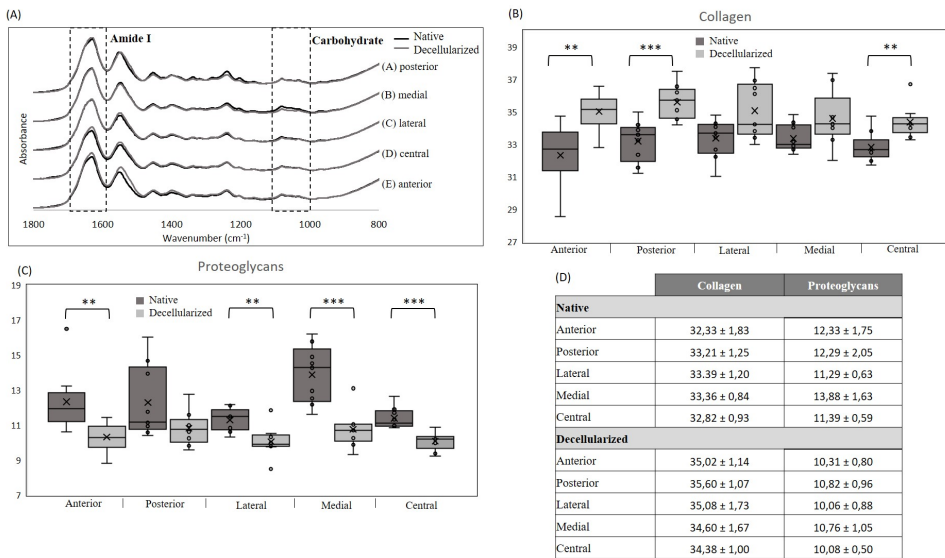 (A)
Amide I
Carbohydrate
Native
Decellularized
(A) posterior
(B) medial
(C) lateral
(D) central
(E) anterior
Absorbance
1800 1600 1400 1200 1000 800
Wavenumber (cm⁻¹)
(B)
Collagen
Native
Decellularized
** *** **
39
37
35
33
31
29
27
Anterior Posterior Lateral Medial Central
(C)
Proteoglycans
Native
Decellularized
** ** *** ***
19
17
15
13
11
9
7
Anterior Posterior Lateral Medial Central
(D)
Collagen Proteoglycans
Native
Anterior 32,33 ± 1,83 12,33 ± 1,75
Posterior 33,21 ± 1,25 12,29 ± 2,05
Lateral 33.39 ± 1,20 11,29 ± 0,63
Medial 33,36 ± 0,84 13,88 ± 1,63
Central 32,82 ± 0,93 11,39 ± 0,59
Decellularized
Anterior 35,02 ± 1,14 10,31 ± 0,80
Posterior 35,60 ± 1,07 10,82 ± 0,96
Lateral 35,08 ± 1,73 10,06 ± 0,88
Medial 34,60 ± 1,67 10,76 ± 1,05
Central 34,38 ± 1,00 10,08 ± 0,50